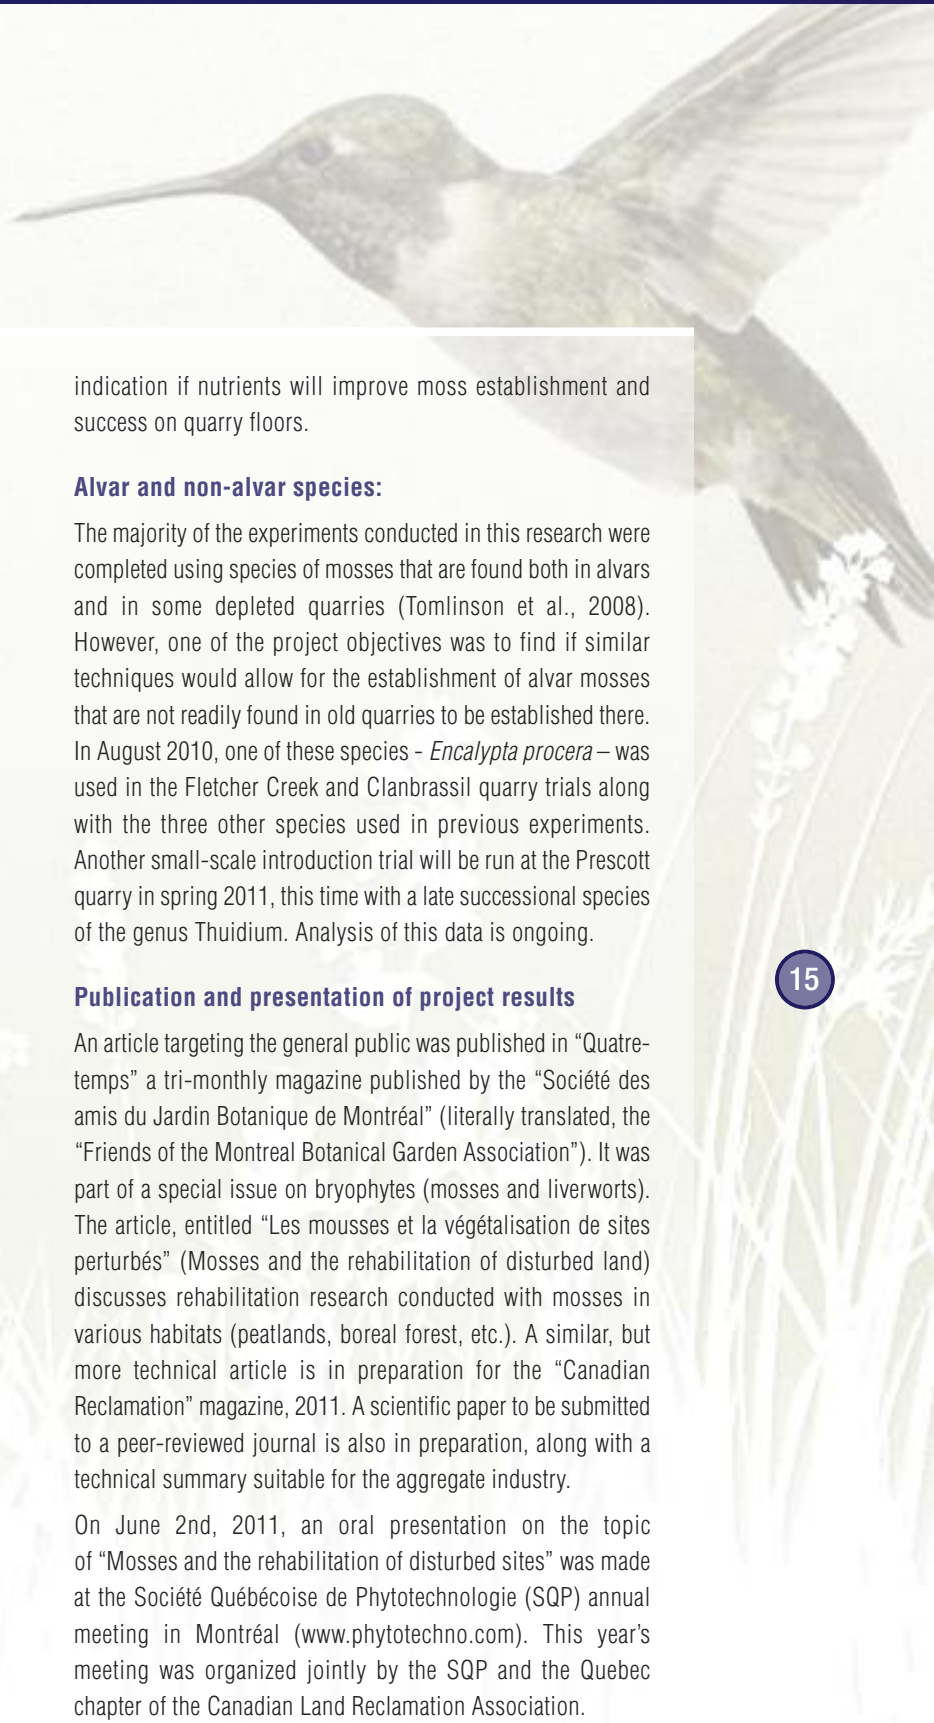 indication if nutrients will improve moss establishment and
success on quarry floors.
Alvar and non-alvar species:
The majority of the experiments conducted in this research were
completed using species of mosses that are found both in alvars
and in some depleted quarries (Tomlinson et al., 2008).
However, one of the project objectives was to find if similar
techniques would allow for the establishment of alvar mosses
that are not readily found in old quarries to be established there.
In August 2010, one of these species - Encalypta procera – was
used in the Fletcher Creek and Clanbrassil quarry trials along
with the three other species used in previous experiments.
Another small-scale introduction trial will be run at the Prescott
quarry in spring 2011, this time with a late successional species
of the genus Thuidium. Analysis of this data is ongoing.
Publication and presentation of project results
An article targeting the general public was published in “Quatre-
temps” a tri-monthly magazine published by the “Société des
amis du Jardin Botanique de Montréal” (literally translated, the
“Friends of the Montreal Botanical Garden Association”). It was
part of a special issue on bryophytes (mosses and liverworts).
The article, entitled “Les mousses et la végétalisation de sites
perturbés” (Mosses and the rehabilitation of disturbed land)
discusses rehabilitation research conducted with mosses in
various habitats (peatlands, boreal forest, etc.). A similar, but
more technical article is in preparation for the “Canadian
Reclamation” magazine, 2011. A scientific paper to be submitted
to a peer-reviewed journal is also in preparation, along with a
technical summary suitable for the aggregate industry.
On June 2nd, 2011, an oral presentation on the topic
of “Mosses and the rehabilitation of disturbed sites” was made
at the Société Québécoise de Phytotechnologie (SQP) annual
meeting in Montréal (www.phytotechno.com). This year’s
meeting was organized jointly by the SQP and the Quebec
chapter of the Canadian Land Reclamation Association.
15